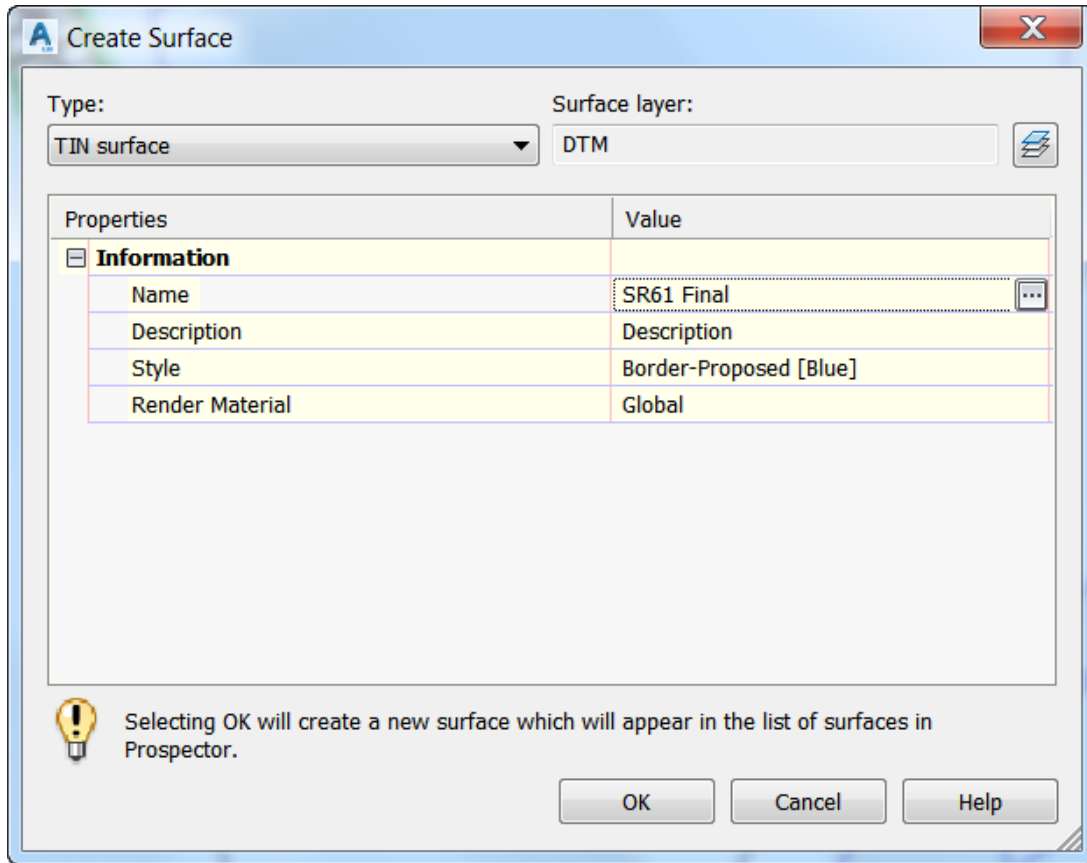 Create Surface
Type:
Surface layer:
TIN surface
DTM
Properties
Value
Information
Name
SR61 Final
...
Description
Description
Style
Border-Proposed [Blue]
Render Material
Global
Selecting OK will create a new surface which will appear in the list of surfaces in
Prospector.
OK
Cancel
Help